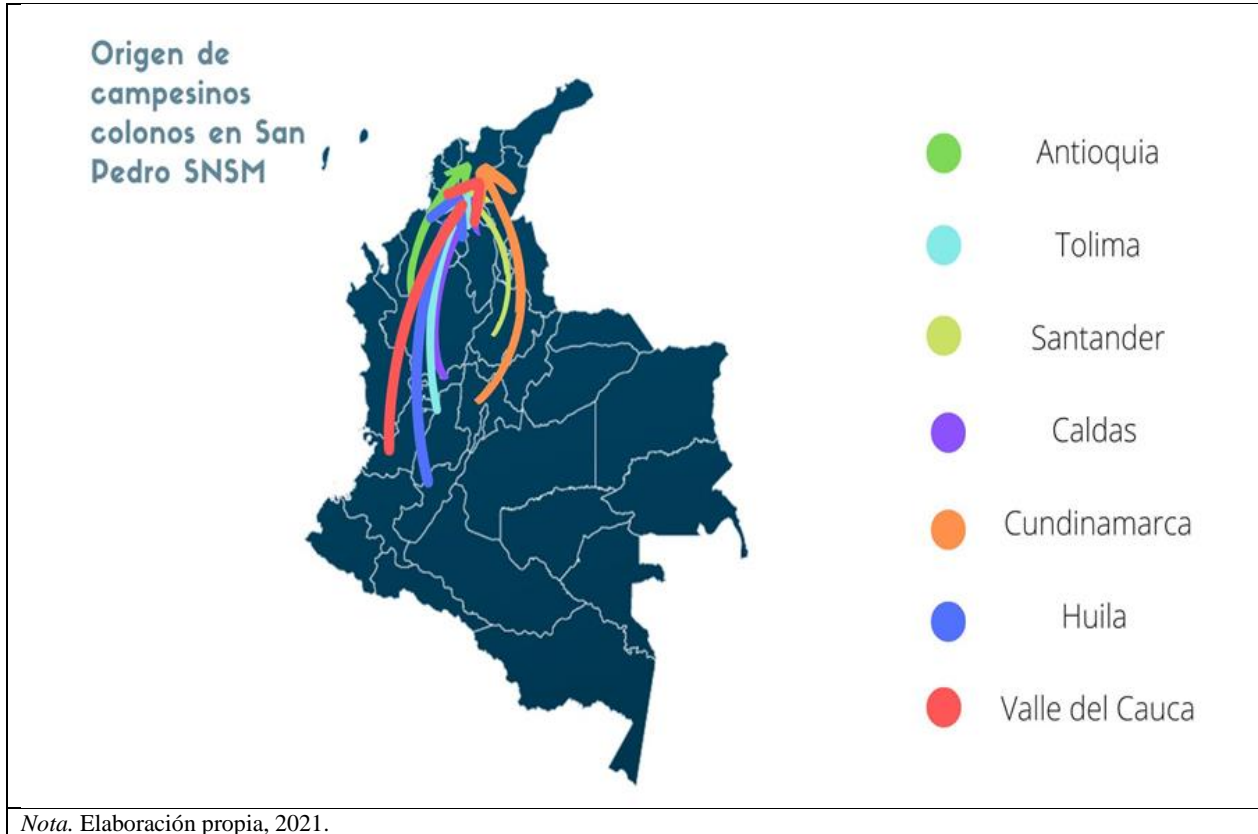 Origen de
campesinos
colonos en San
Pedro SNSM
Antioquia
Tolima
Santander
Caldas
Cundinamarca
Huila
Valle del Cauca
Nota. Elaboración propia, 2021.